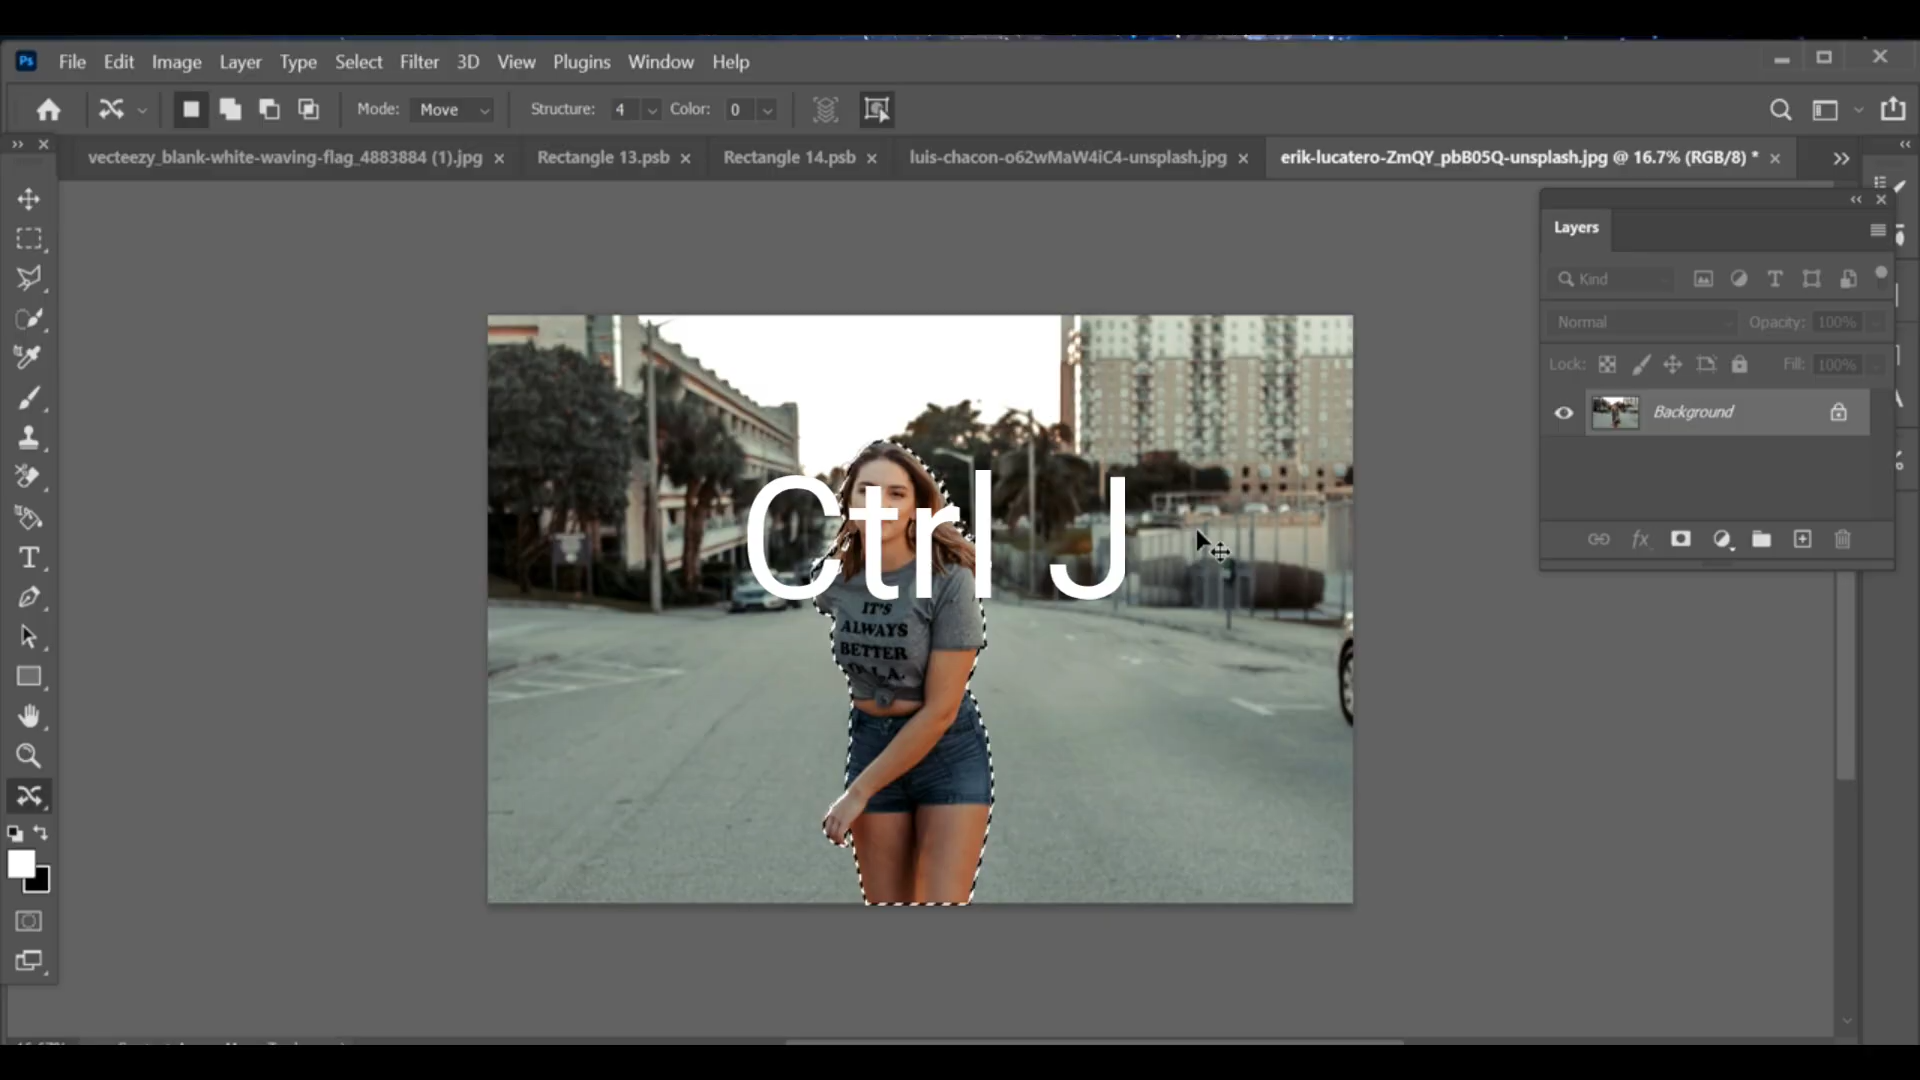 Ps File Edit Image Layer Type Select Filter 3D View Plugins Window Help
Mode: Move Structure: 4 Color: 0
vecteezy_blank-white-waving-flag_4883884 (1).jpg Rectangle 13.psb Rectangle 14.psb luis-chacon-o62wMaW4iC4-unsplash.jpg erik-lucatero-ZmQY_pbB05Q-unsplash.jpg @ 16.7% (RGB/8) *
Layers
Kind
Normal Opacity: 100%
Lock: Fill: 100%
Background
fx
Ctrl J
IT'S
ALWAYS
BETTER
L.A.